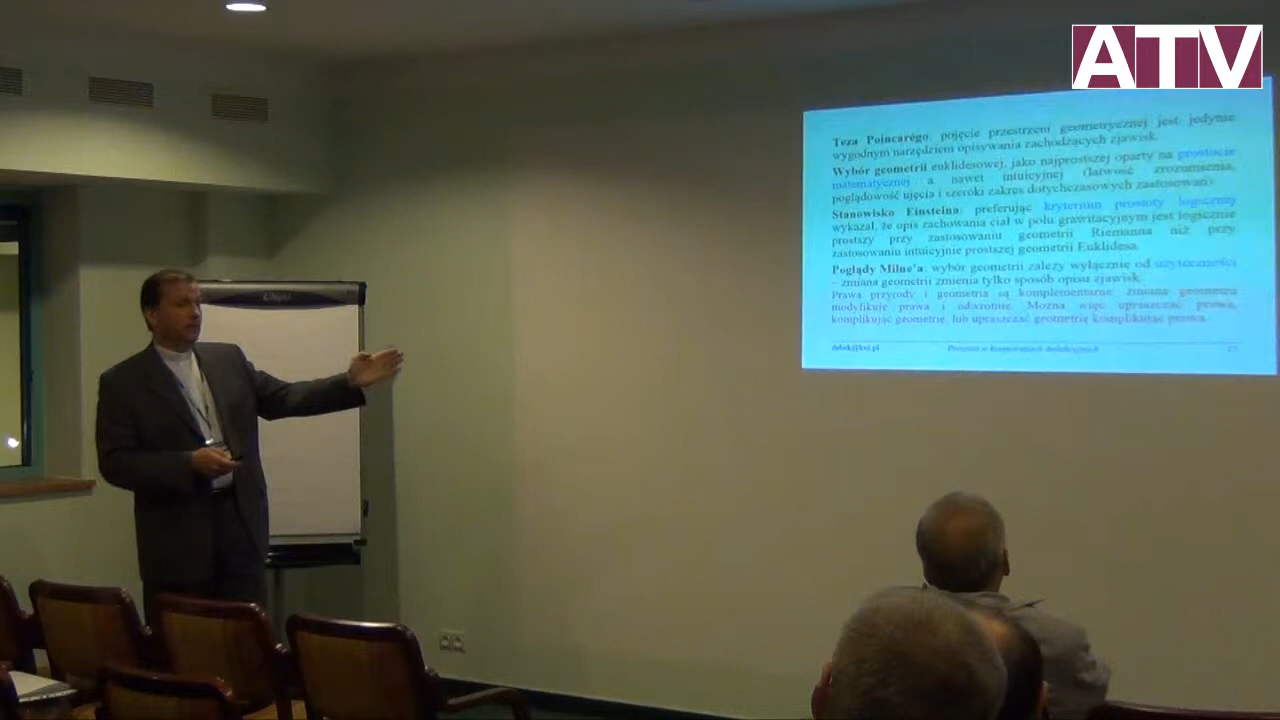 ATV
Teza Poincarégo: pojęcie przestrzeni geometrycznej jest jedynie
wygodnym narzędziem opisywania zachodzących zjawisk.
Wybór geometrii euklidesowej, jako najprostszej oparty na prostocie
matematycznej a nawet intuicyjnej (łatwość zrozumienia,
poglądowość ujęcia i szeroki zakres dotychczasowych zastosowań)
Stanowisko Einsteina: preferując kryterium prostoty logicznej
wykazał, że opis zachowania ciał w polu grawitacyjnym jest logicznie
prostszy przy zastosowaniu geometrii Riemanna niż przy
zastosowaniu intuicyjnie prostszej geometrii Euklidesa.
Poglądy Milne'a: wybór geometrii zależy wyłącznie od użyteczności
– zmiana geometrii zmienia tylko sposób opisu zjawisk.
Prawa przyrody i geometria są komplementarne: zmiana geometrii
modyfikuje prawa i odwrotnie. Można więc upraszczać prawa,
komplikując geometrię, lub upraszczać geometrię komplikując prawa.